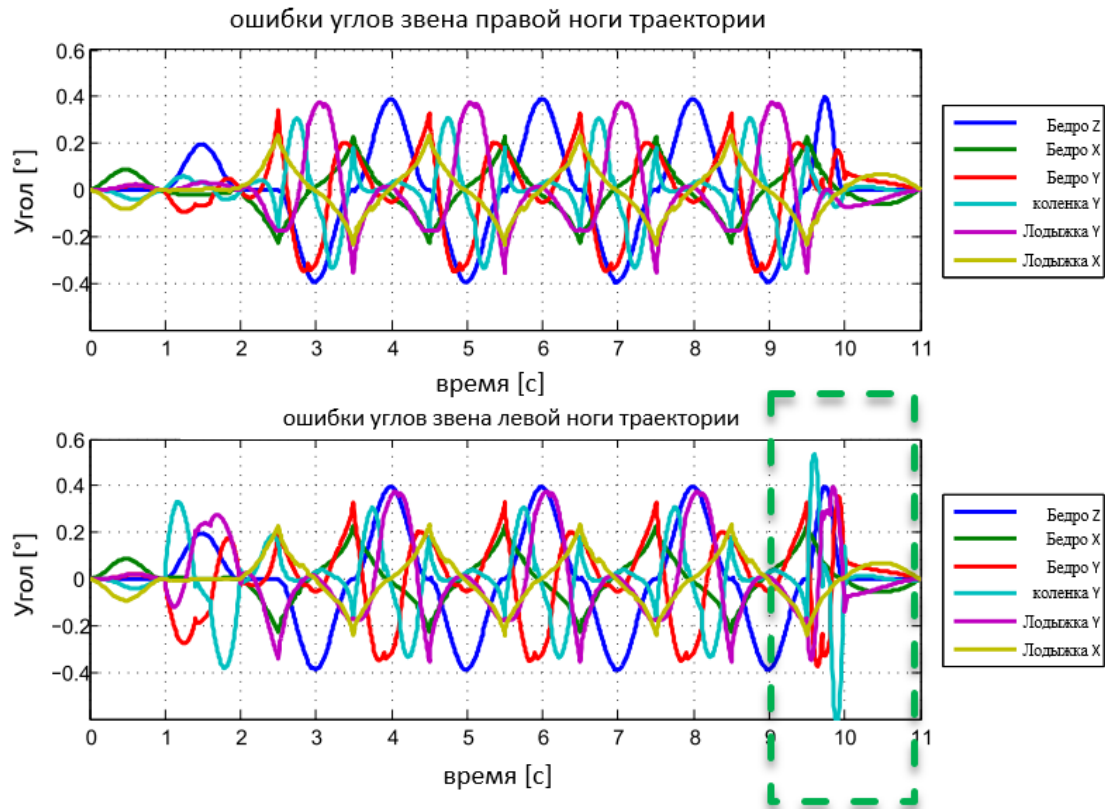 ошибки углов звена правой ноги траектории
0.6
0.4
0.2
0
−0.2
−0.4
Угол [°]
0 1 2 3 4 5 6 7 8 9 10 11
время [с]
Бедро Z
Бедро X
Бедро Y
коленка Y
Лодыжка Y
Лодыжка X
ошибки углов звена левой ноги траектории
0.6
0.4
0.2
0
−0.2
−0.4
Угол [°]
0 1 2 3 4 5 6 7 8 9 10 11
время [с]
Бедро Z
Бедро X
Бедро Y
коленка Y
Лодыжка Y
Лодыжка X